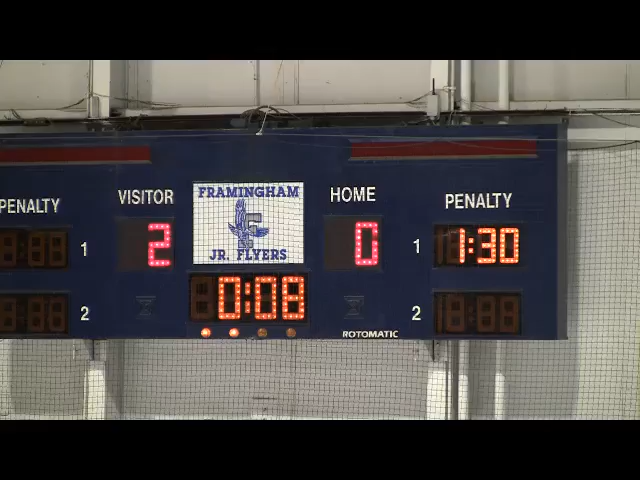 FRAMINGHAM
VISITOR HOME
PENALTY PENALTY
1 2 F 0 1 1:30
JR. FLYERS
2 0:08 2
ROTOMATIC